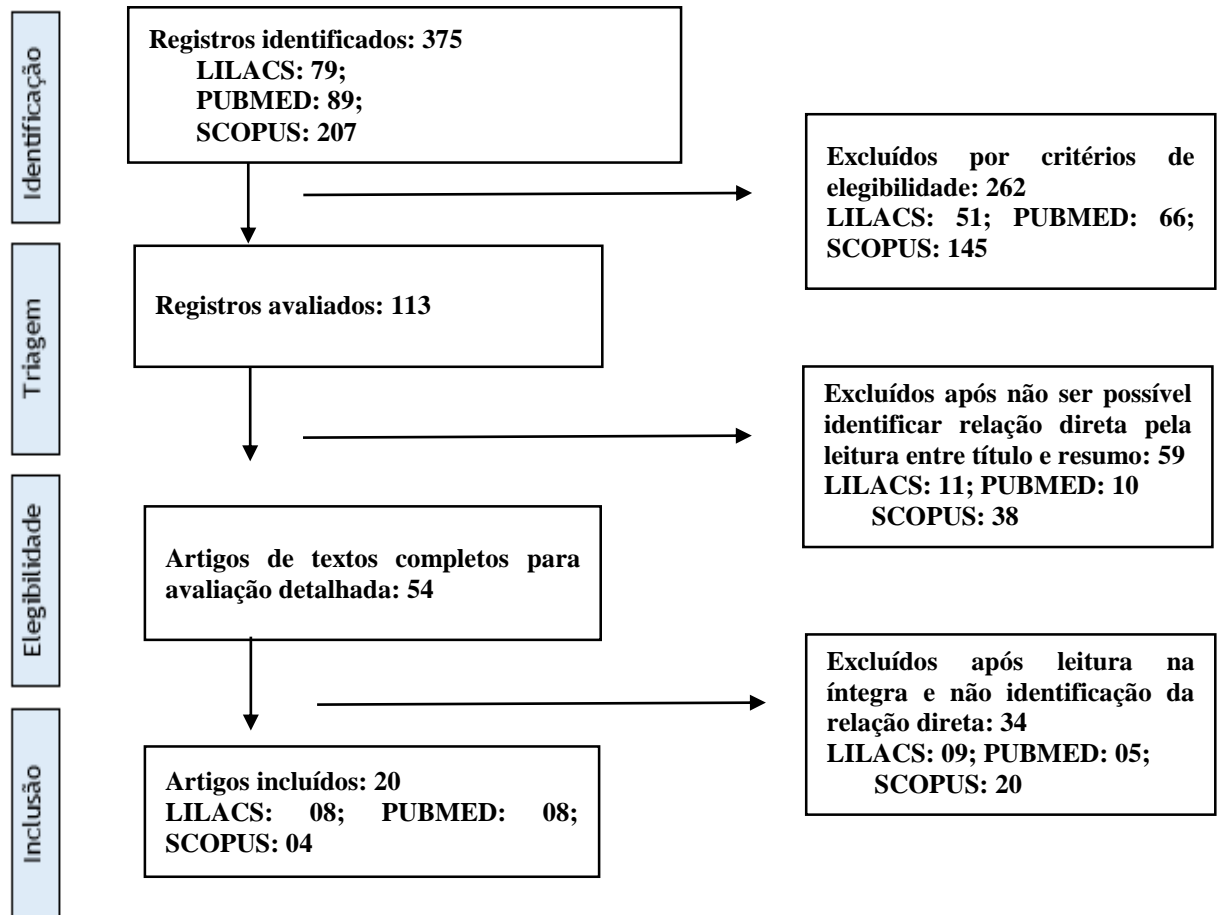 Identificação
Registros identificados: 375
LILACS: 79;
PUBMED: 89;
SCOPUS: 207
Excluídos por critérios de
elegibilidade: 262
LILACS: 51; PUBMED: 66;
SCOPUS: 145
Triagem
Registros avaliados: 113
Excluídos após não ser possível
identificar relação direta pela
leitura entre título e resumo: 59
LILACS: 11; PUBMED: 10
SCOPUS: 38
Elegibilidade
Artigos de textos completos para
avaliação detalhada: 54
Excluídos após leitura na
íntegra e não identificação da
relação direta: 34
LILACS: 09; PUBMED: 05;
SCOPUS: 20
Inclusão
Artigos incluídos: 20
LILACS: 08; PUBMED: 08;
SCOPUS: 04